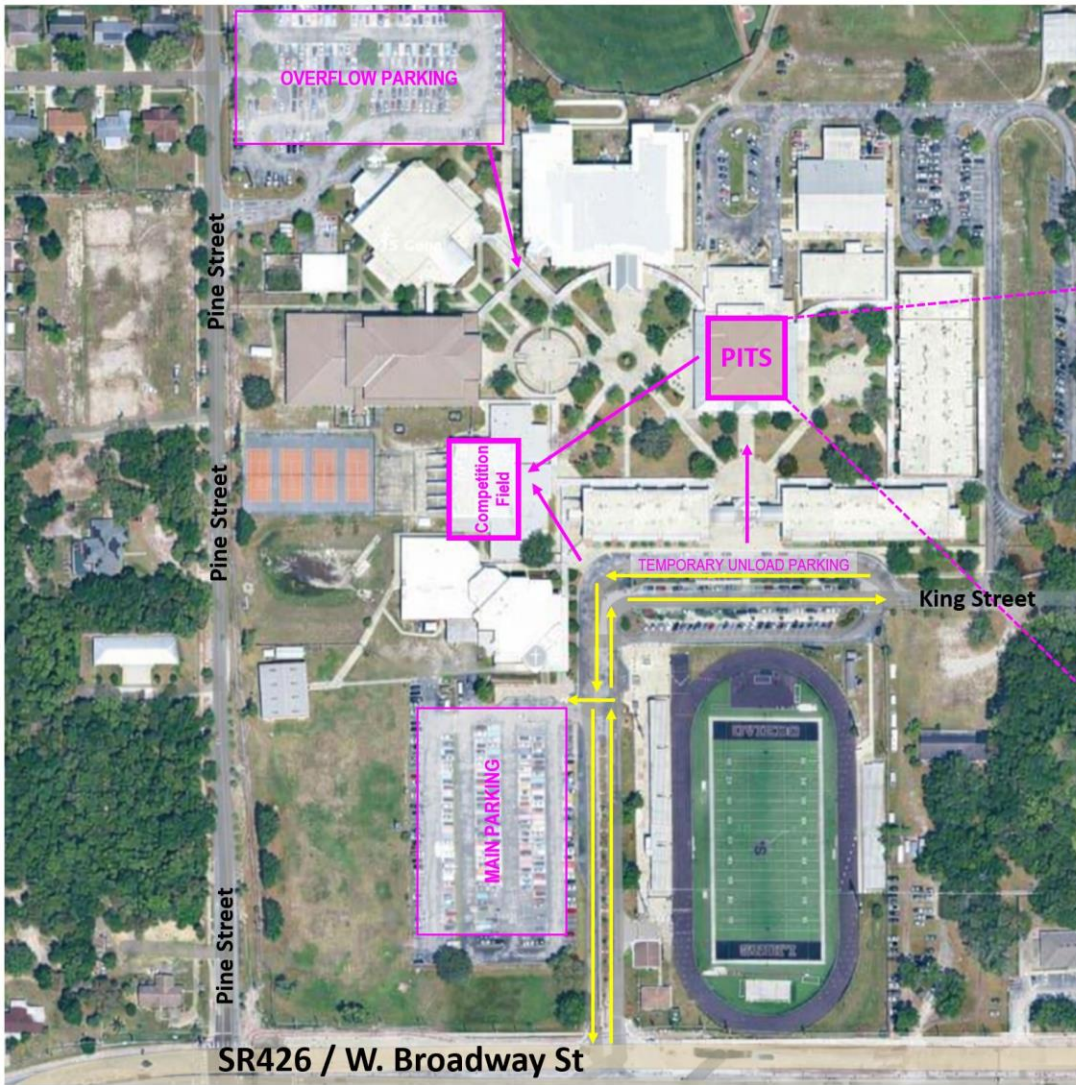 OVERFLOW PARKING
Pine Street
PITS
Competition
Field
Pine Street
TEMPORARY UNLOAD PARKING
King Street
MAIN PARKING
Pine Street
SR426 / W. Broadway St